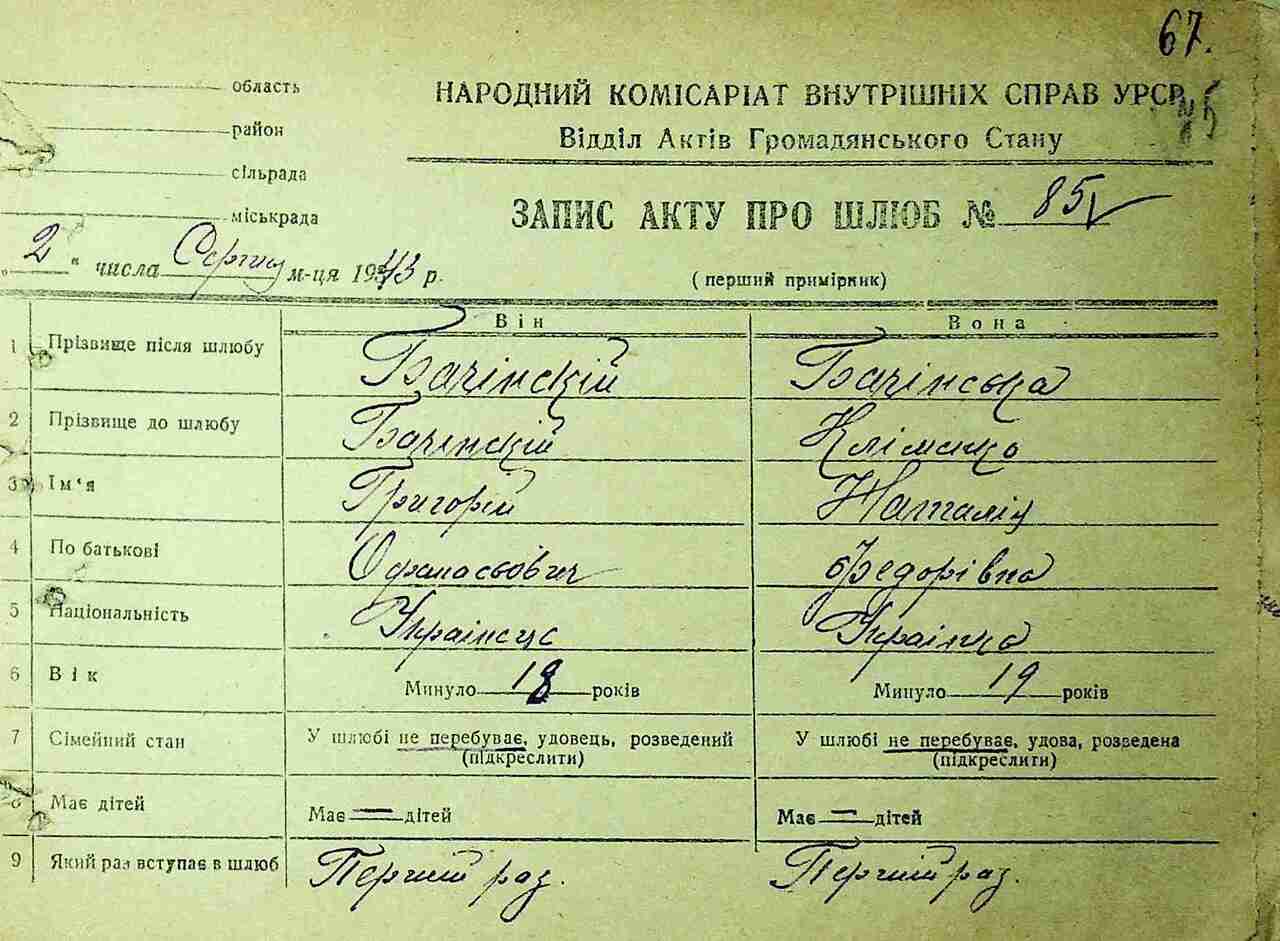 67.
область
НАРОДНИЙ КОМІСАРІАТ ВНУТРІШНІХ СПРАВ УРСР
район
Відділ Актів Громадянського Стану
сільрада
міськрада
ЗАПИС АКТУ ПРО ШЛЮБ № 85
„2“ числа Серпня м-ця 1943 р.
(перший примірник)
Він Вона
1 Прізвище після шлюбу Бачінскій Бачінська
2 Прізвище до шлюбу Бачінскій Кліменко
3 Ім‘я Григорій Наталія
4 По батькові Офанасьович Федорівна
5 Національність Украінець Украінка
6 Вік Минуло 18 років Минуло 19 років
7 Сімейний стан У шлюбі не перебуває, удовець, розведений У шлюбі не перебуває, удова, розведена
(підкреслити) (підкреслити)
8 Має дітей Має — дітей Має — дітей
9 Який раз вступає в шлюб Перший раз. Перший раз.